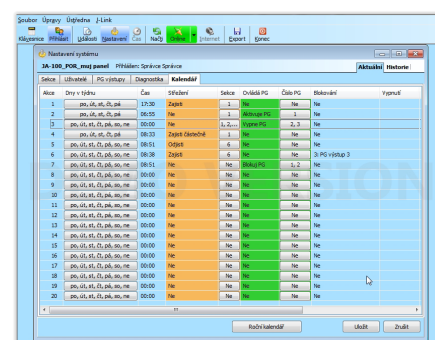 Soubor Úpravy Ústředna J-Link
Klávesnice Přihlásit Události Nastavení Čas Načti Online Internet Export Konec
Nastavení systému
JA-100_POR_muj panel Přihlášen: Správce Správce Aktuální Historie
Sekce Uživatelé PG výstupy Diagnostika Kalendář
Akce Dny v týdnu Čas Střežení Sekce Ovládá PG Číslo PG Blokování Vypnutí
1 po, út, st, čt, pá 17:30 Zajisti 1 Ne Ne Ne
2 po, út, st, čt, pá 06:55 Ne 1 Aktivuje PG 1 Ne
3 po, út, st, čt, pá, so, ne 00:00 Ne 1, 2,... Vypne PG 2, 3 Ne
4 po, út, st, čt, pá 08:33 Zajisti částečně 1 Ne Ne Ne
5 po, út, st, čt, pá, so, ne 08:51 Odjisti 6 Ne Ne Ne
6 po, út, st, čt, pá, so, ne 08:38 Zajisti 6 Ne Ne 3: PG výstup 3
7 po, út, st, čt, pá, so, ne 08:51 Ne Ne Blokuj PG 1, 2 Ne
8 po, út, st, čt, pá, so, ne 00:00 Ne Ne Ne Ne Ne
9 po, út, st, čt, pá, so, ne 00:00 Ne Ne Ne Ne Ne
10 po, út, st, čt, pá, so, ne 00:00 Ne Ne Ne Ne Ne
11 po, út, st, čt, pá, so, ne 00:00 Ne Ne Ne Ne Ne
12 po, út, st, čt, pá, so, ne 00:00 Ne Ne Ne Ne Ne
13 po, út, st, čt, pá, so, ne 00:00 Ne Ne Ne Ne Ne
14 po, út, st, čt, pá, so, ne 00:00 Ne Ne Ne Ne Ne
15 po, út, st, čt, pá, so, ne 00:00 Ne Ne Ne Ne Ne
16 po, út, st, čt, pá, so, ne 00:00 Ne Ne Ne Ne Ne
17 po, út, st, čt, pá, so, ne 00:00 Ne Ne Ne Ne Ne
18 po, út, st, čt, pá, so, ne 00:00 Ne Ne Ne Ne Ne
19 po, út, st, čt, pá, so, ne 00:00 Ne Ne Ne Ne Ne
20 po, út, st, čt, pá, so, ne 00:00 Ne Ne Ne Ne Ne
Roční kalendář Uložit Zrušit